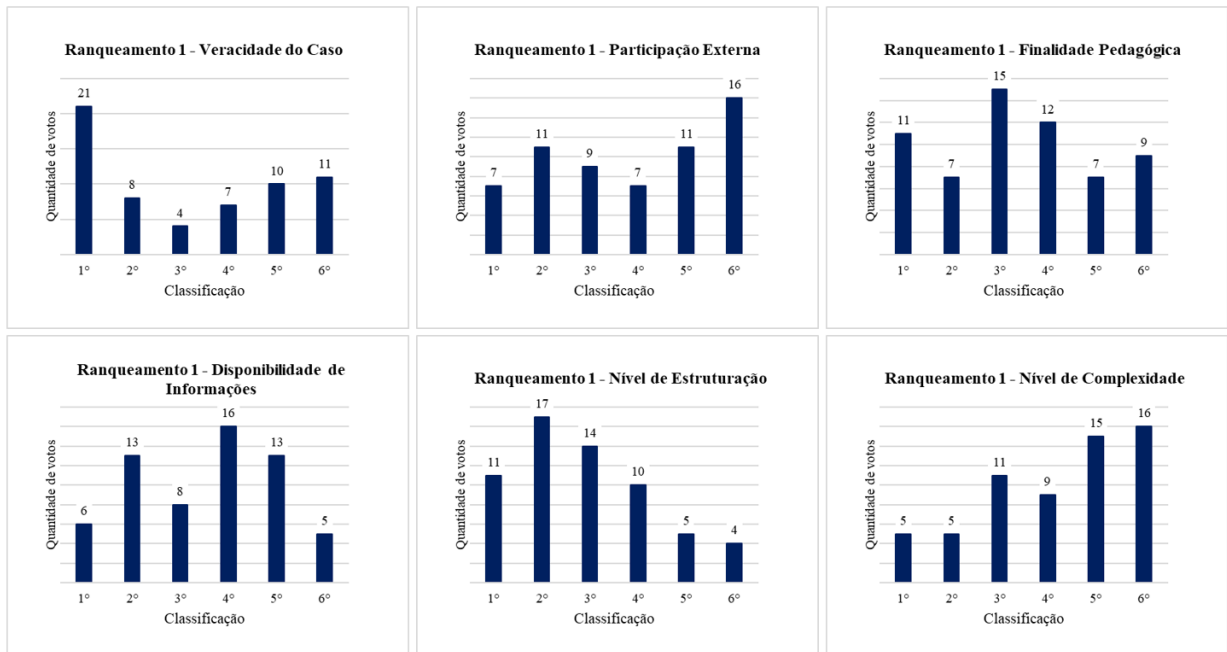 Ranqueamento 1 - Veracidade do Caso
Quantidade de votos
21
8
4
7
10
11
1° 2° 3° 4° 5° 6°
Classificação
Ranqueamento 1 - Participação Externa
Quantidade de votos
7
11
9
7
11
16
1° 2° 3° 4° 5° 6°
Classificação
Ranqueamento 1 - Finalidade Pedagógica
Quantidade de votos
11
7
15
12
7
9
1° 2° 3° 4° 5° 6°
Classificação
Ranqueamento 1 - Disponibilidade de
Informações
Quantidade de votos
6
13
8
16
13
5
1° 2° 3° 4° 5° 6°
Classificação
Ranqueamento 1 - Nível de Estruturação
Quantidade de votos
11
17
14
10
5
4
1° 2° 3° 4° 5° 6°
Classificação
Ranqueamento 1 - Nível de Complexidade
Quantidade de votos
5
5
11
9
15
16
1° 2° 3° 4° 5° 6°
Classificação